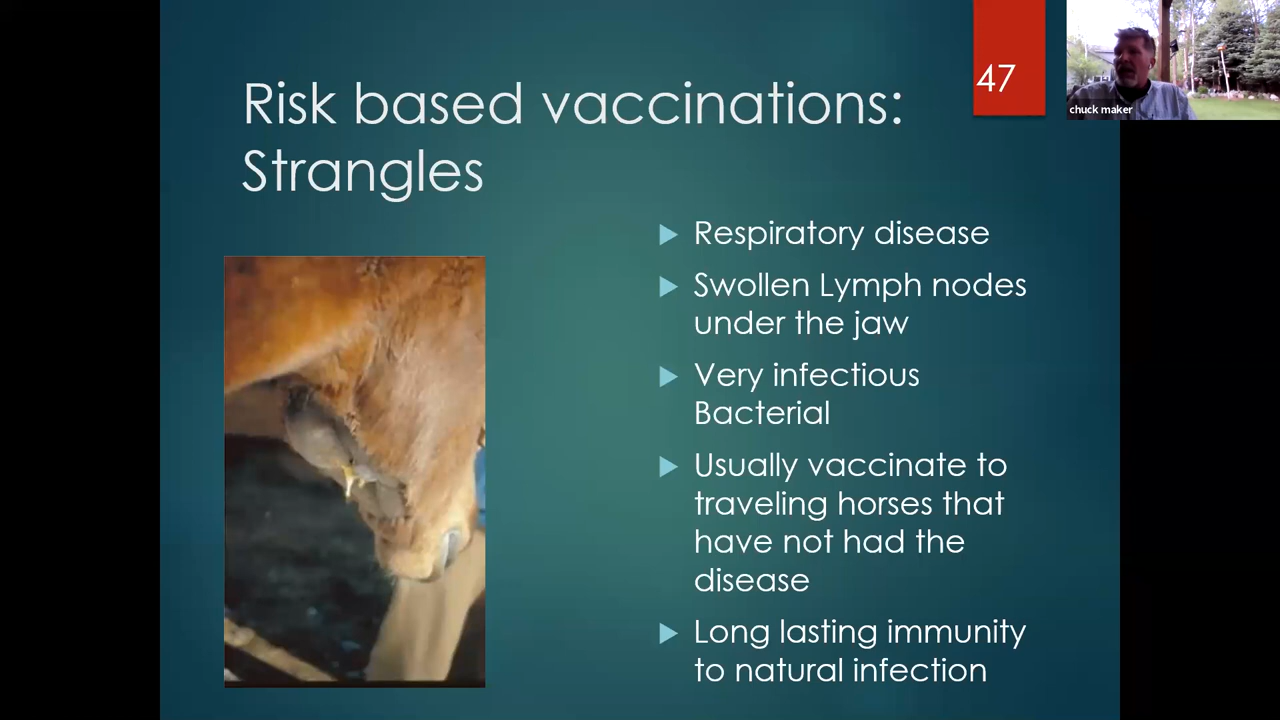 Risk based vaccinations:
Strangles
47
chuck maker
Respiratory disease
Swollen Lymph nodes
under the jaw
Very infectious
Bacterial
Usually vaccinate to
traveling horses that
have not had the
disease
Long lasting immunity
to natural infection